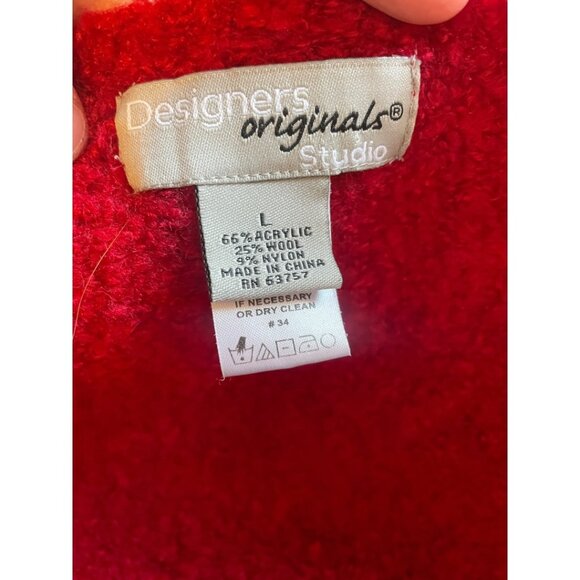 Designers
originals®
Studio
L
66% ACRYLIC
25% WOOL
9% NYLON
MADE IN CHINA
RN 63757
IF NECESSARY
OR DRY CLEAN
# 34